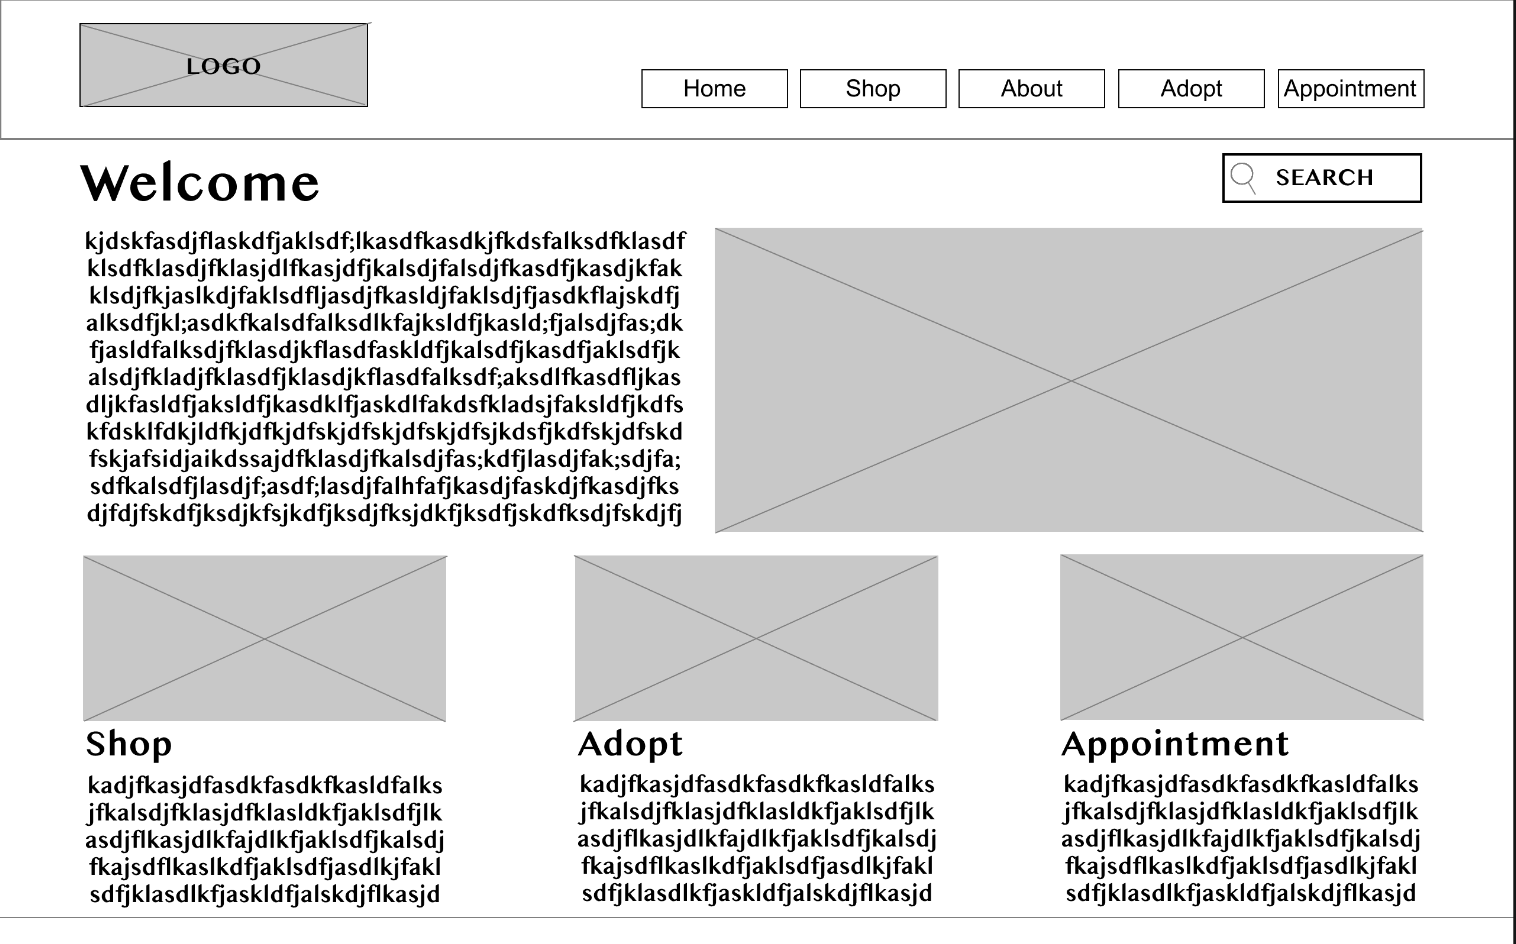 LOGO
Home
Shop
About
Adopt
Appointment
Welcome
SEARCH
kjdskfasdjflaskdfjaklsdf;lkasdfkasdkjfkdsfalksdfklasdf
klsdfklasdjfklasjdlfkasjdfjkalsdjfalsdjfkasdfjkasdjkfak
klsdjfkjaslkdjfaklsdfljasdjfkasldjfaklsdjfjasdkflajskdfj
alksdfjkl;asdkfkalsdfalksdlkfajksldfjkasld;fjalsdjfas;dk
fjasldfalksdjfklasdjkflasdfaskldfjkalsdfjkasdfjaklsdfjk
alsdjfkladjfklasdfjklasdjkflasdfalksdf;aksdlfkasdfljkas
dljkfasldfjaksldfjkasdklfjaskdlfakdsfkladsjfaksldfjkdfs
kfdsklfdkjldfkjdfkjdfskjdfskjdfskjdfsjkdsfjkdfskjdfskd
fskjafsidjaikdssajdfklasdjfkalsdjfas;kdfjlasdjfak;sdjfa;
sdfkalsdfjlasdjf;asdf;lasdjfalhfafjkasdjfaskdjfkasdjfks
djfdjfskdfjksdjkfsjkdfjksdjfksjdkfjksdfjskdfksdjfskdjfj
Shop
kadjfkasjdfasdkfasdkfkasldfalks
jfkalsdjfklasjdfklasldkfjaklsdfjlk
asdjflkasjdlkfajdlkfjaklsdfjkalsdj
fkajsdflkaslkdfjaklsdfjasdlkjfakl
sdfjklasdlkfjaskldfjalskdjflkasjd
Adopt
kadjfkasjdfasdkfasdkfkasldfalks
jfkalsdjfklasjdfklasldkfjaklsdfjlk
asdjflkasjdlkfajdlkfjaklsdfjkalsdj
fkajsdflkaslkdfjaklsdfjasdlkjfakl
sdfjklasdlkfjaskldfjalskdjflkasjd
Appointment
kadjfkasjdfasdkfasdkfkasldfalks
jfkalsdjfklasjdfklasldkfjaklsdfjlk
asdjflkasjdlkfajdlkfjaklsdfjkalsdj
fkajsdflkaslkdfjaklsdfjasdlkjfakl
sdfjklasdlkfjaskldfjalskdjflkasjd